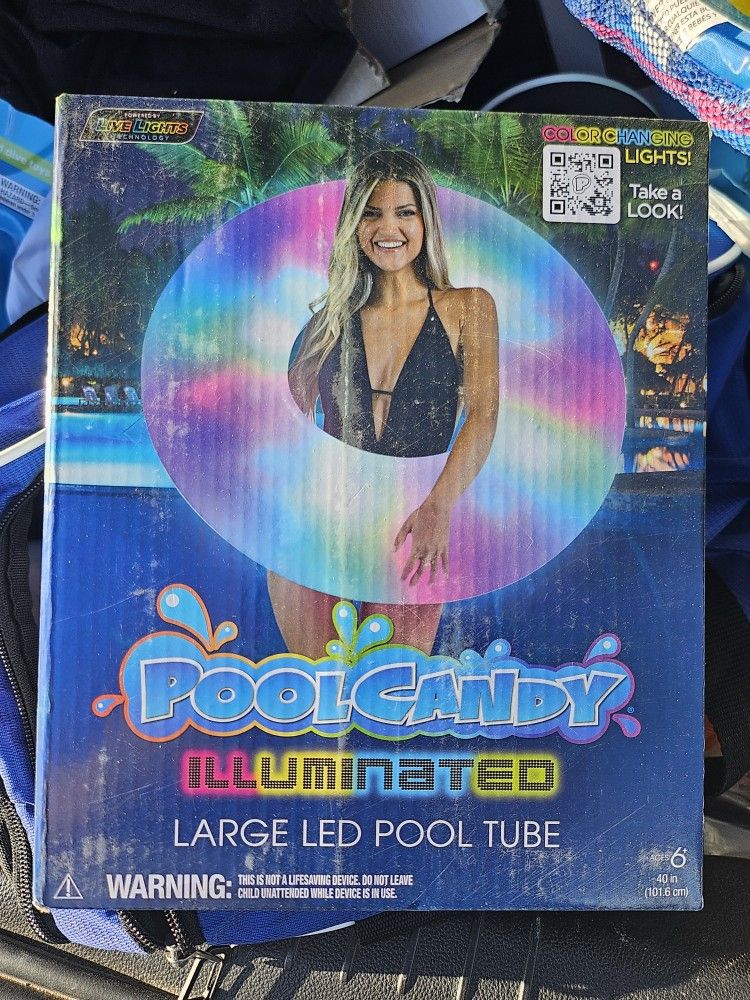 POWERED BY
LIVE LIGHTS
TECHNOLOGY
COLOR CHANGING
LIGHTS!
Take a
LOOK!
POOLCANDY
ILLUMINATED
LARGE LED POOL TUBE
WARNING: THIS IS NOT A LIFESAVING DEVICE. DO NOT LEAVE
CHILD UNATTENDED WHILE DEVICE IS IN USE.
AGES 6+
40 in
(101.6 cm)
WARNING: